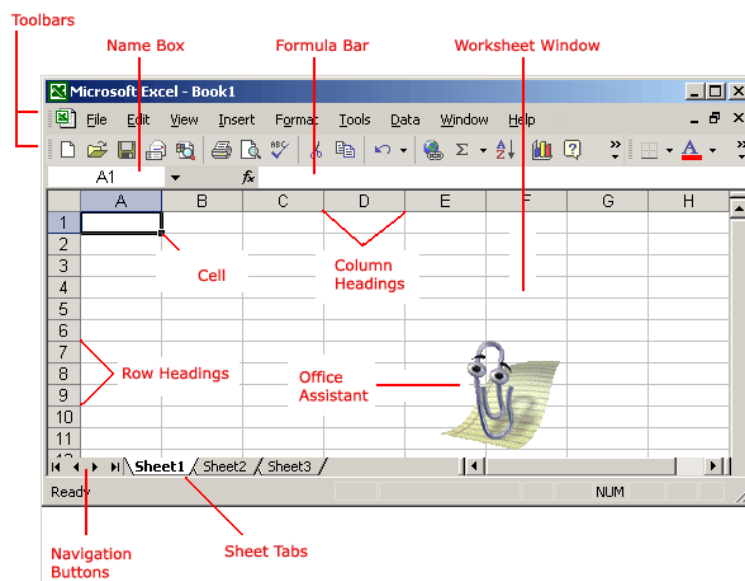 Toolbars
Name Box
Formula Bar
Worksheet Window
Microsoft Excel - Book1
File Edit View Insert Format Tools Data Window Help
ABC Σ A Z ? » A »
A1 fx
A B C D E F G H
1
2
3
Cell
Column
Headings
4
5
6
7
8
Row Headings
Office
Assistant
9
10
11
Sheet1 Sheet2 Sheet3
Ready NUM
Navigation
Buttons
Sheet Tabs